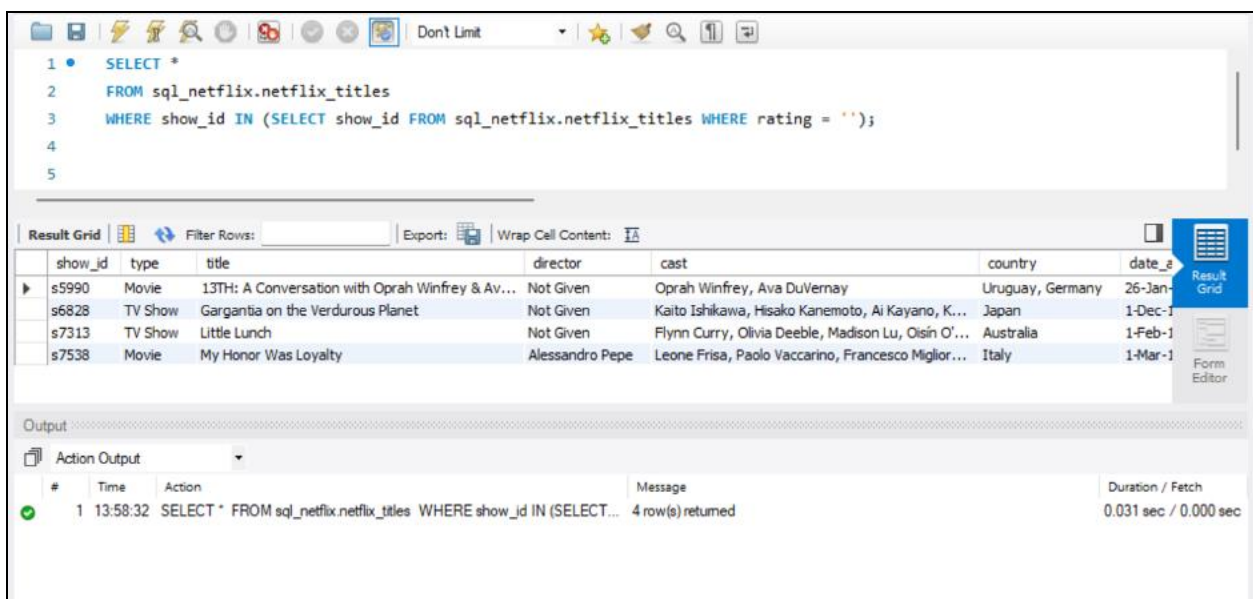 Don't Limit
1 SELECT *
2 FROM sql_netflix.netflix_titles
3 WHERE show_id IN (SELECT show_id FROM sql_netflix.netflix_titles WHERE rating = '');
4
5
Result Grid Filter Rows: Export: Wrap Cell Content: IA
show_id type title director cast country date_a
s5990 Movie 13TH: A Conversation with Oprah Winfrey & Av... Not Given Oprah Winfrey, Ava DuVernay Uruguay, Germany 26-Jan-
s6828 TV Show Gargantia on the Verdurous Planet Not Given Kaito Ishikawa, Hisako Kanemoto, Ai Kayano, K... Japan 1-Dec-1
s7313 TV Show Little Lunch Not Given Flynn Curry, Olivia Deeble, Madison Lu, Oisín O'... Australia 1-Feb-1
s7538 Movie My Honor Was Loyalty Alessandro Pepe Leone Frisa, Paolo Vaccarino, Francesco Miglior... Italy 1-Mar-1
Result
Grid
Form
Editor
Output
Action Output
# Time Action Message Duration / Fetch
1 13:58:32 SELECT * FROM sql_netflix.netflix_titles WHERE show_id IN (SELECT... 4 row(s) returned 0.031 sec / 0.000 sec